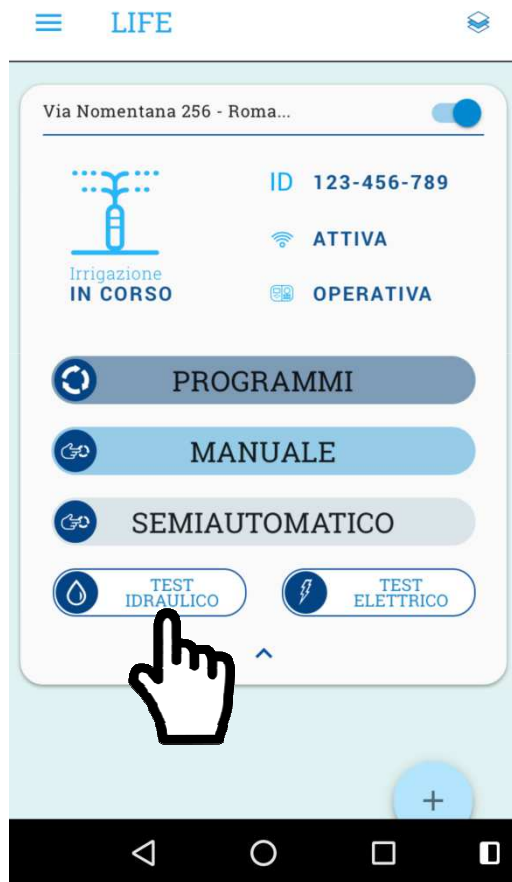 LIFE
Via Nomentana 256 - Roma...
ID 123-456-789
ATTIVA
Irrigazione
IN CORSO
OPERATIVA
PROGRAMMI
MANUALE
SEMIAUTOMATICO
TEST
IDRAULICO
TEST
ELETTRICO
+